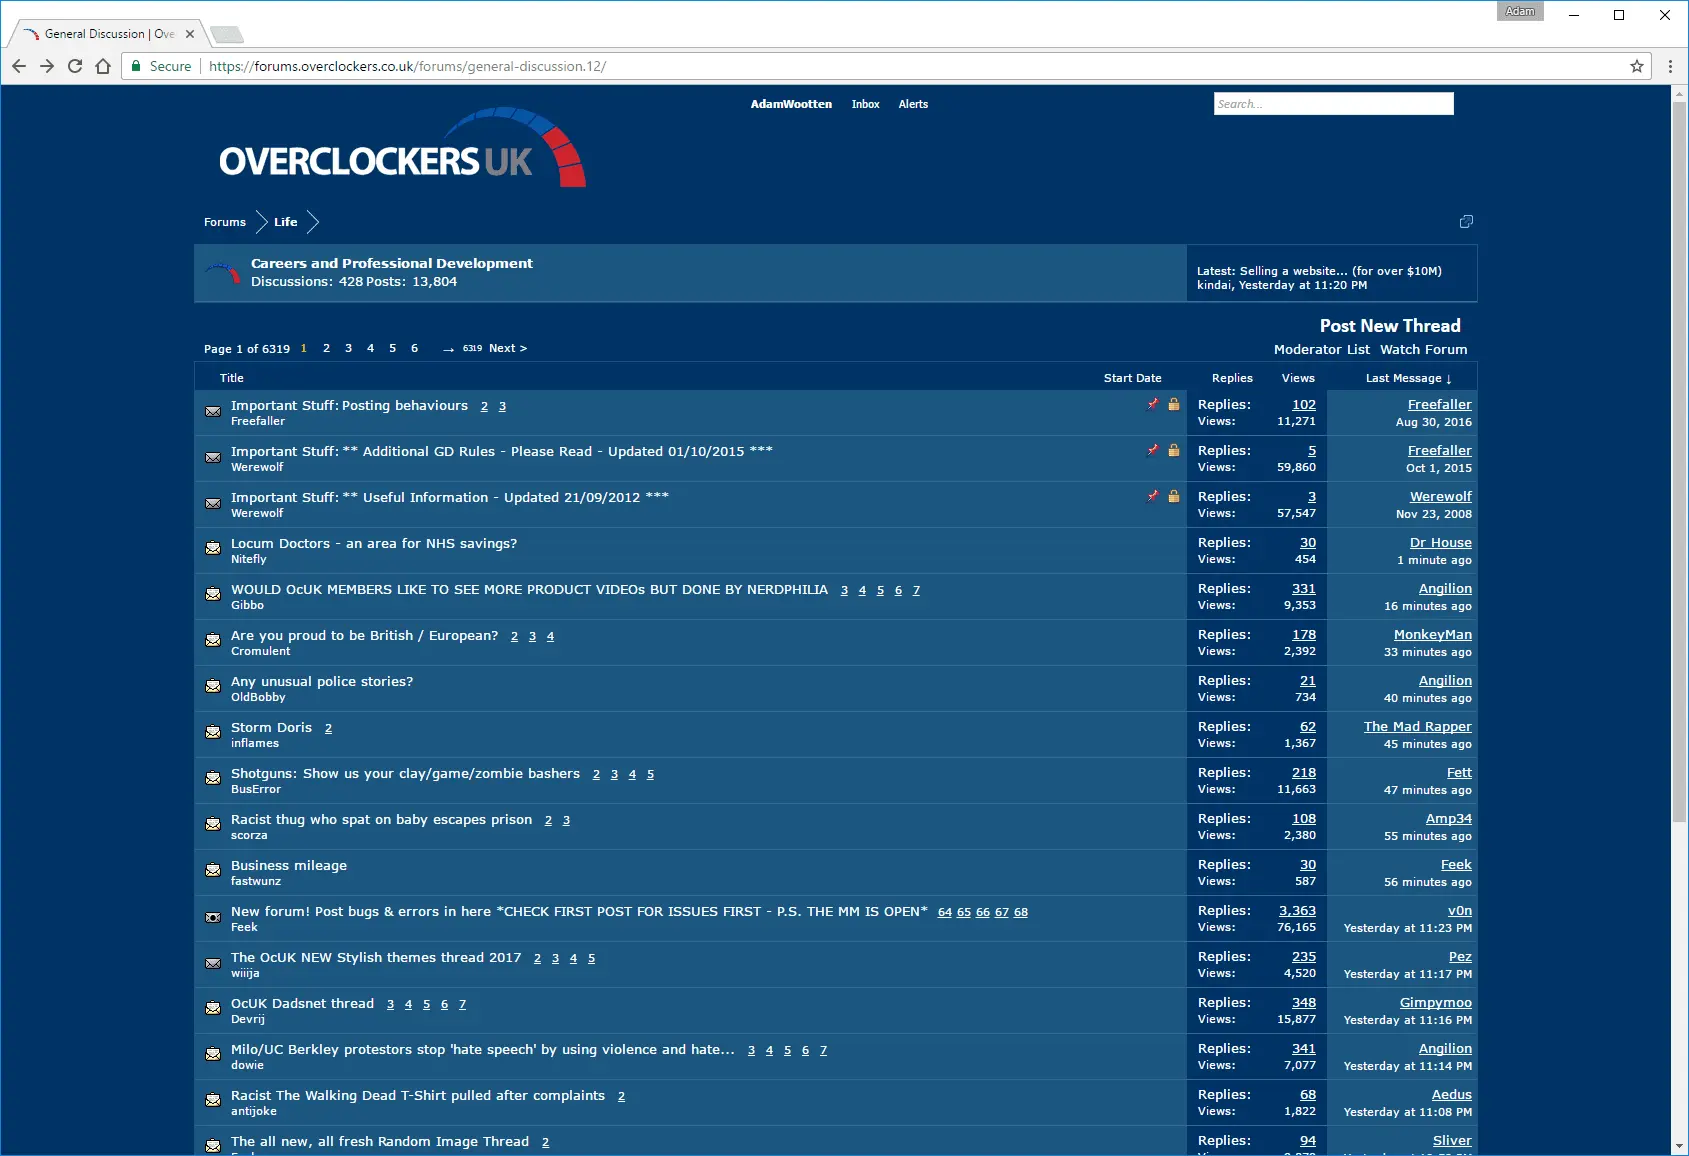 Adam
General Discussion | Ove
Secure https://forums.overclockers.co.uk/forums/general-discussion.12/
AdamWootten Inbox Alerts
Search...
OVERCLOCKERS UK
Forums Life
Careers and Professional Development
Discussions: 428 Posts: 13,804
Latest: Selling a website... (for over $10M)
kindai, Yesterday at 11:20 PM
Post New Thread
Page 1 of 6319 1 2 3 4 5 6 → 6319 Next >
Moderator List Watch Forum
Title Start Date Replies Views Last Message ↓
Important Stuff: Posting behaviours 2 3 Replies: 102 Freefaller
Freefaller Views: 11,271 Aug 30, 2016
Important Stuff: ** Additional GD Rules - Please Read - Updated 01/10/2015 *** Replies: 5 Freefaller
Werewolf Views: 59,860 Oct 1, 2015
Important Stuff: ** Useful Information - Updated 21/09/2012 *** Replies: 3 Werewolf
Werewolf Views: 57,547 Nov 23, 2008
Locum Doctors - an area for NHS savings? Replies: 30 Dr House
Nitefly Views: 454 1 minute ago
WOULD OcUK MEMBERS LIKE TO SEE MORE PRODUCT VIDEOs BUT DONE BY NERDPHILIA 3 4 5 6 7 Replies: 331 Angilion
Gibbo Views: 9,353 16 minutes ago
Are you proud to be British / European? 2 3 4 Replies: 178 MonkeyMan
Cromulent Views: 2,392 33 minutes ago
Any unusual police stories? Replies: 21 Angilion
OldBobby Views: 734 40 minutes ago
Storm Doris 2 Replies: 62 The Mad Rapper
inflames Views: 1,367 45 minutes ago
Shotguns: Show us your clay/game/zombie bashers 2 3 4 5 Replies: 218 Fett
BusError Views: 11,663 47 minutes ago
Racist thug who spat on baby escapes prison 2 3 Replies: 108 Amp34
scorza Views: 2,380 55 minutes ago
Business mileage Replies: 30 Feek
fastwunz Views: 587 56 minutes ago
New forum! Post bugs & errors in here *CHECK FIRST POST FOR ISSUES FIRST - P.S. THE MM IS OPEN* 64 65 66 67 68 Replies: 3,363 v0n
Feek Views: 76,165 Yesterday at 11:23 PM
The OcUK NEW Stylish themes thread 2017 2 3 4 5 Replies: 235 Pez
wiiija Views: 4,520 Yesterday at 11:17 PM
OcUK Dadsnet thread 3 4 5 6 7 Replies: 348 Gimpymoo
Devrij Views: 15,877 Yesterday at 11:16 PM
Milo/UC Berkley protestors stop 'hate speech' by using violence and hate... 3 4 5 6 7 Replies: 341 Angilion
dowie Views: 7,077 Yesterday at 11:14 PM
Racist The Walking Dead T-Shirt pulled after complaints 2 Replies: 68 Aedus
antijoke Views: 1,822 Yesterday at 11:08 PM
The all new, all fresh Random Image Thread 2 Replies: 94 Sliver